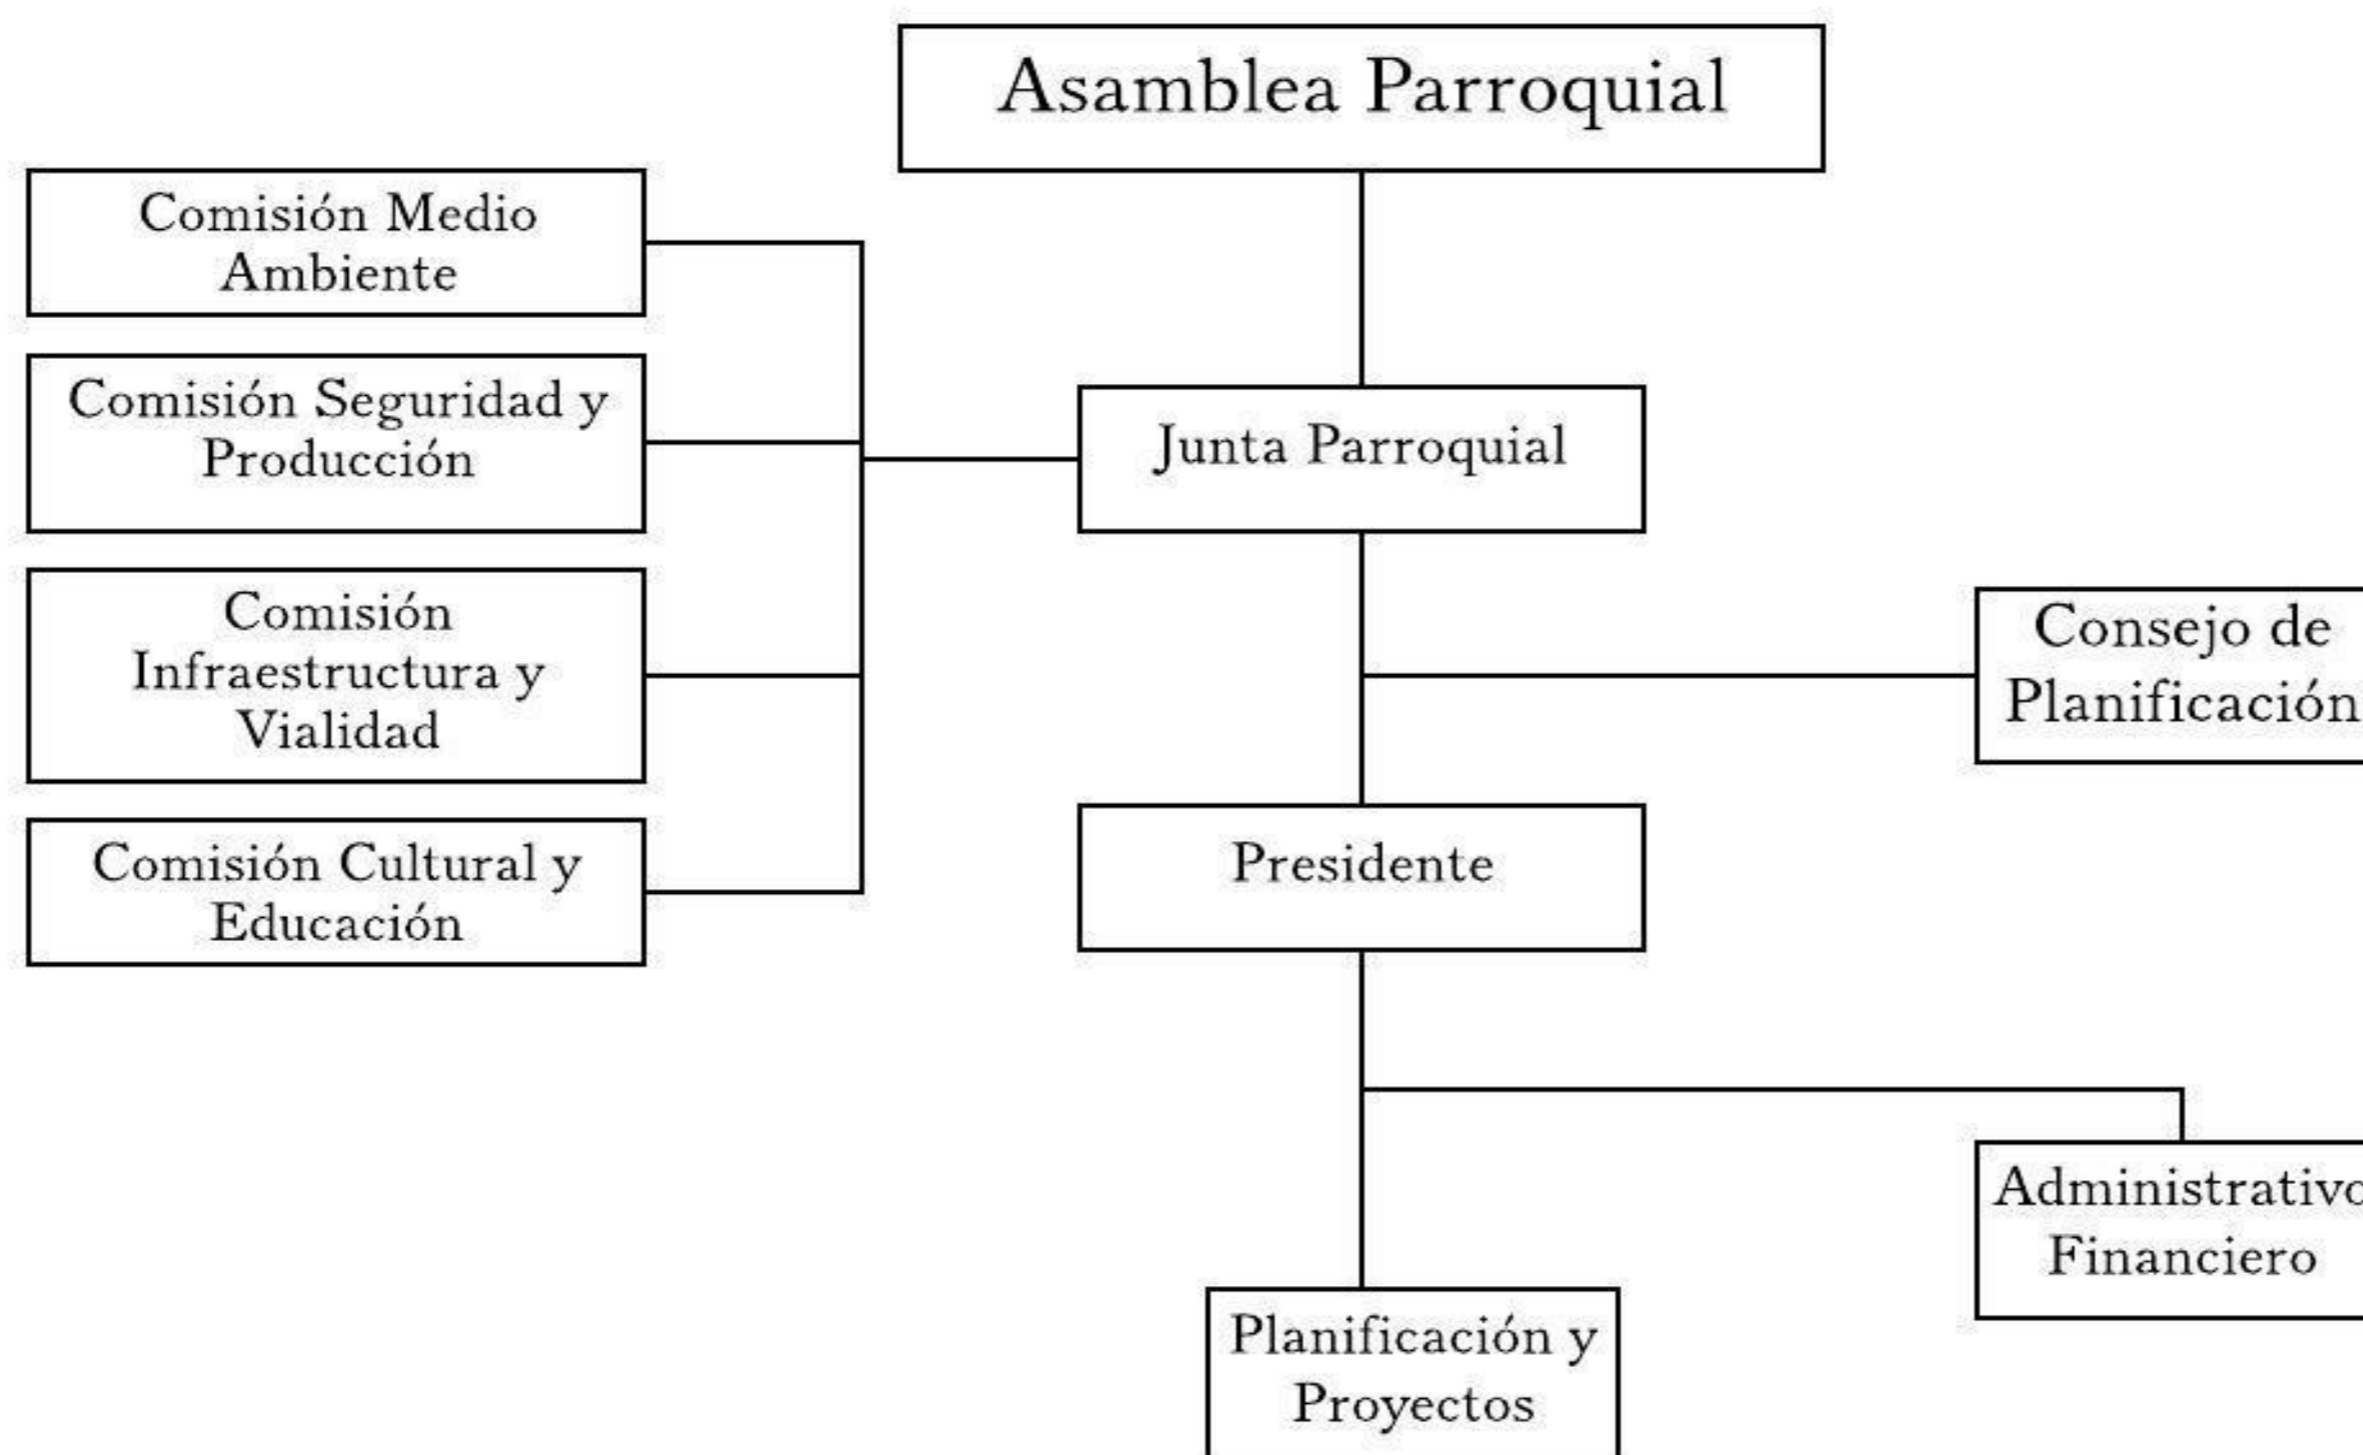 Asamblea Parroquial
Comisión Medio
Ambiente
Comisión Seguridad y
Producción
Junta Parroquial
Comisión
Infraestructura y
Vialidad
Consejo de
Planificación
Presidente
Comisión Cultural y
Educación
Administrativo
Financiero
Planificación y
Proyectos